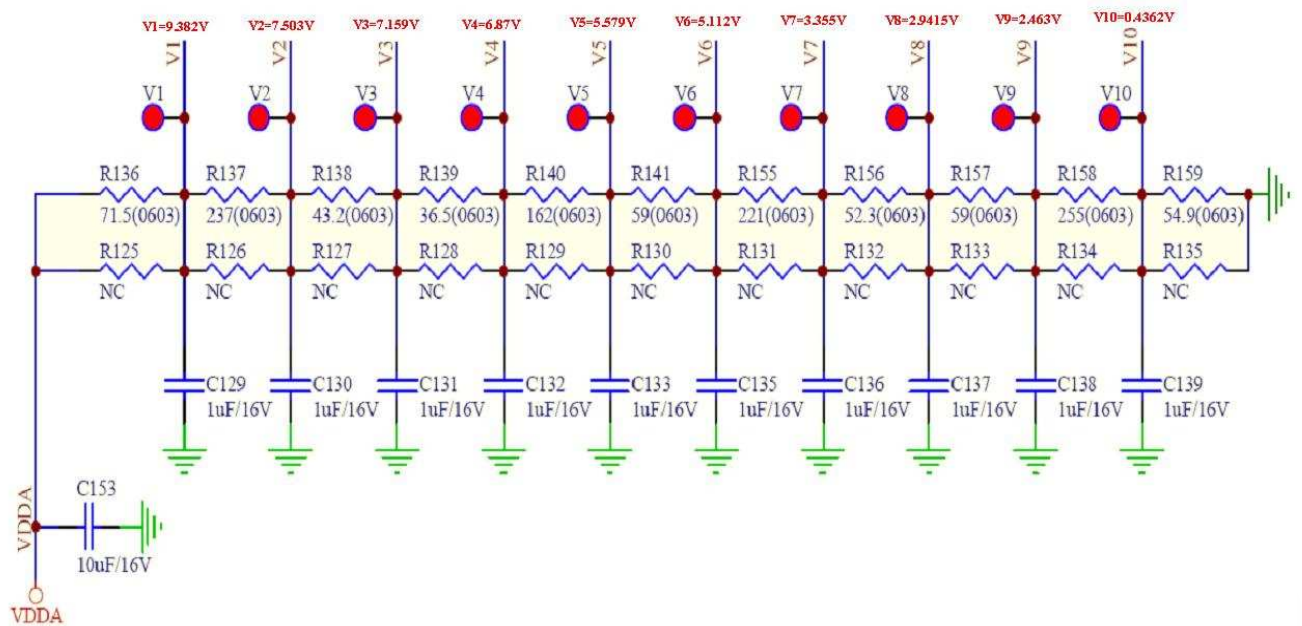 V1=9.382V V2=7.503V V3=7.159V V4=6.87V V5=5.579V V6=5.112V V7=3.355V V8=2.9415V V9=2.463V V10=0.4362V
V1 V2 V3 V4 V5 V6 V7 V8 V9 V10
V1 V2 V3 V4 V5 V6 V7 V8 V9 V10
R136 R137 R138 R139 R140 R141 R155 R156 R157 R158 R159
71.5(0603) 237(0603) 43.2(0603) 36.5(0603) 162(0603) 59(0603) 221(0603) 52.3(0603) 59(0603) 255(0603) 54.9(0603)
R125 R126 R127 R128 R129 R130 R131 R132 R133 R134 R135
NC NC NC NC NC NC NC NC NC NC NC
C129 C130 C131 C132 C133 C135 C136 C137 C138 C139
1uF/16V 1uF/16V 1uF/16V 1uF/16V 1uF/16V 1uF/16V 1uF/16V 1uF/16V 1uF/16V 1uF/16V
C153
VDDA
10uF/16V
VDDA